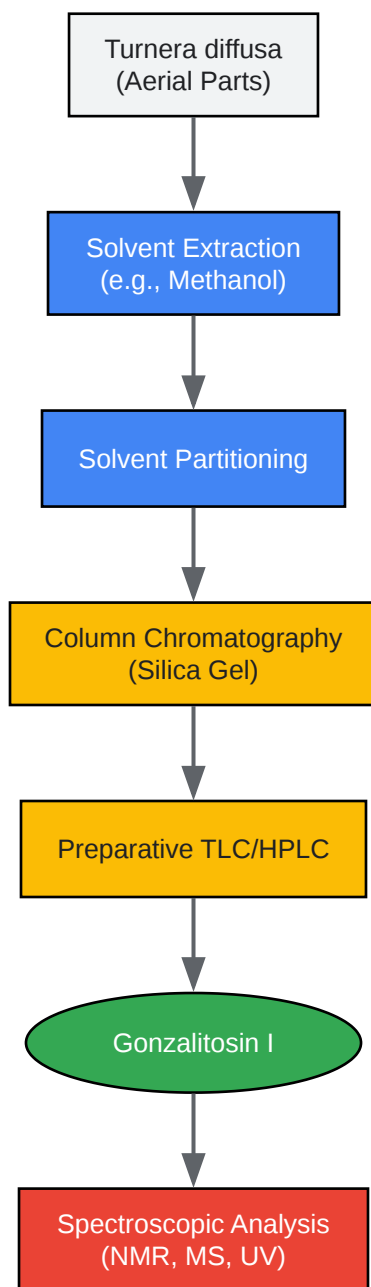 Turnera diffusa
(Aerial Parts)
Solvent Extraction
(e.g., Methanol)
Solvent Partitioning
Column Chromatography
(Silica Gel)
Preparative TLC/HPLC
Gonzalitosin I
Spectroscopic Analysis
(NMR, MS, UV)